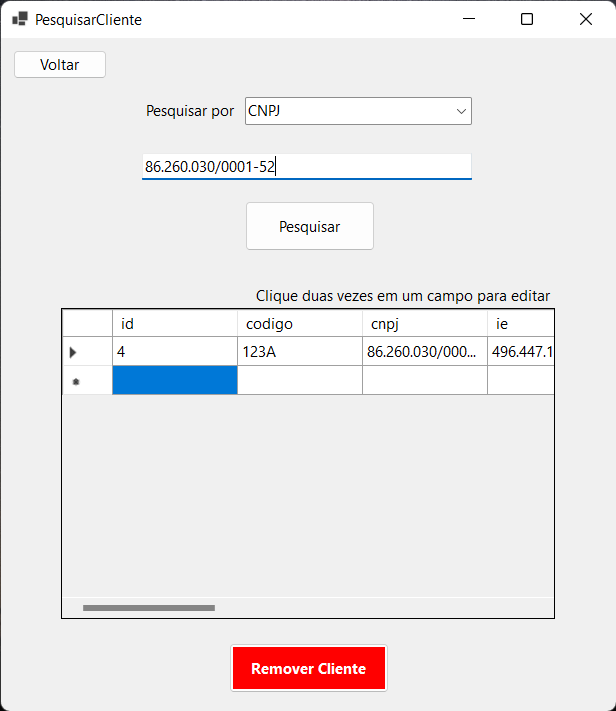 PesquisarCliente
Voltar
Pesquisar por CNPJ
86.260.030/0001-52
Pesquisar
Clique duas vezes em um campo para editar
id codigo cnpj ie
4 123A 86.260.030/000... 496.447.1
Remover Cliente